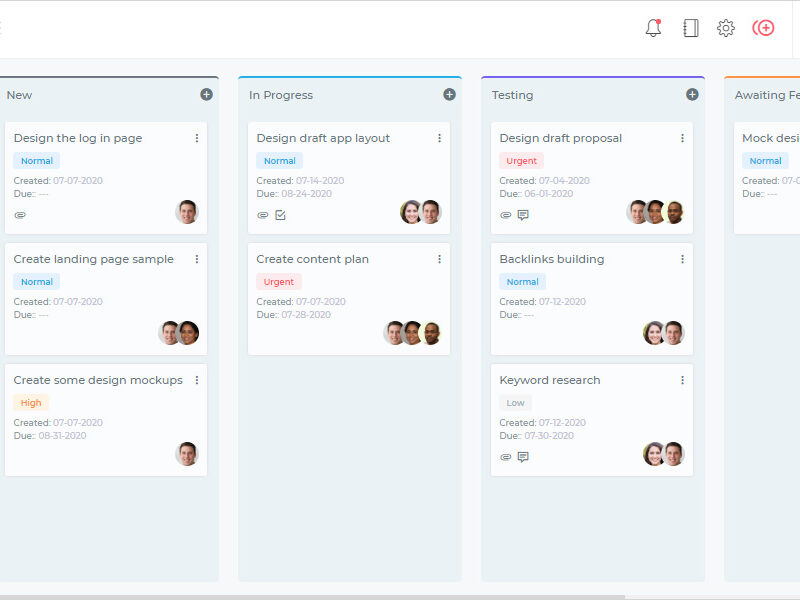 New
Design the log in page
Normal
Created: 07-07-2020
Due:: ---
Create landing page sample
Normal
Created: 07-07-2020
Due:: ---
Create some design mockups
High
Created: 07-07-2020
Due:: 08-31-2020
In Progress
Design draft app layout
Normal
Created: 07-14-2020
Due:: 08-24-2020
Create content plan
Urgent
Created: 07-07-2020
Due:: 07-28-2020
Testing
Design draft proposal
Urgent
Created: 07-04-2020
Due:: 06-01-2020
Backlinks building
Normal
Created: 07-12-2020
Due:: ---
Keyword research
Low
Created: 07-12-2020
Due:: 07-30-2020
Awaiting Fe
Mock desi
Normal
Created: 07-0
Due:: ---